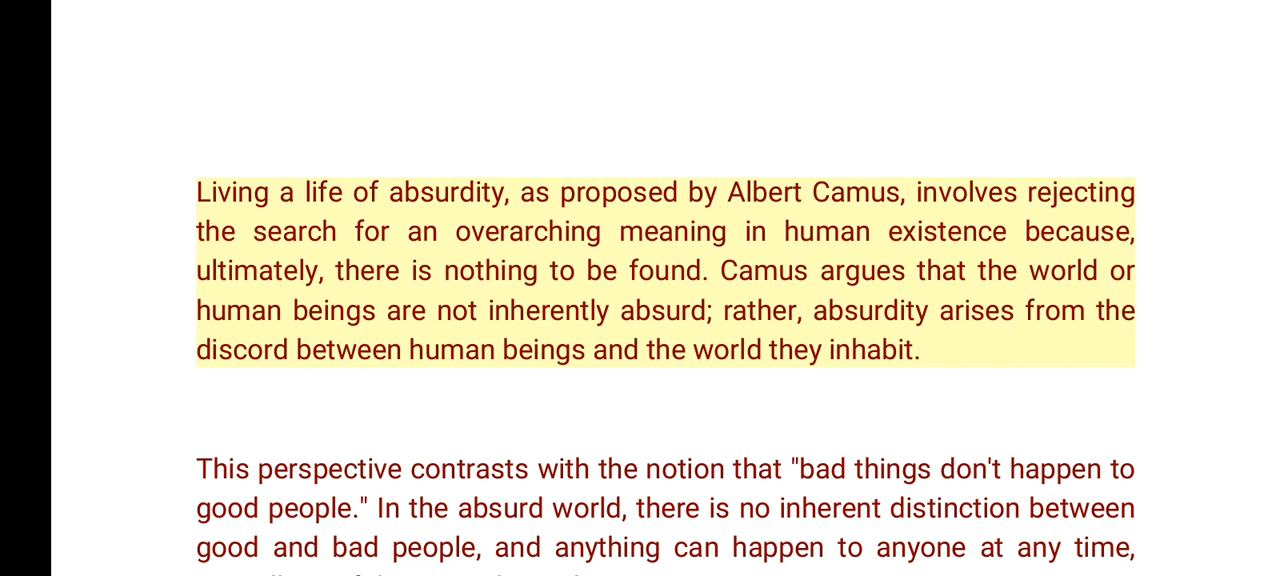 Living a life of absurdity, as proposed by Albert Camus, involves rejecting
the search for an overarching meaning in human existence because,
ultimately, there is nothing to be found. Camus argues that the world or
human beings are not inherently absurd; rather, absurdity arises from the
discord between human beings and the world they inhabit.
This perspective contrasts with the notion that "bad things don't happen to
good people." In the absurd world, there is no inherent distinction between
good and bad people, and anything can happen to anyone at any time,